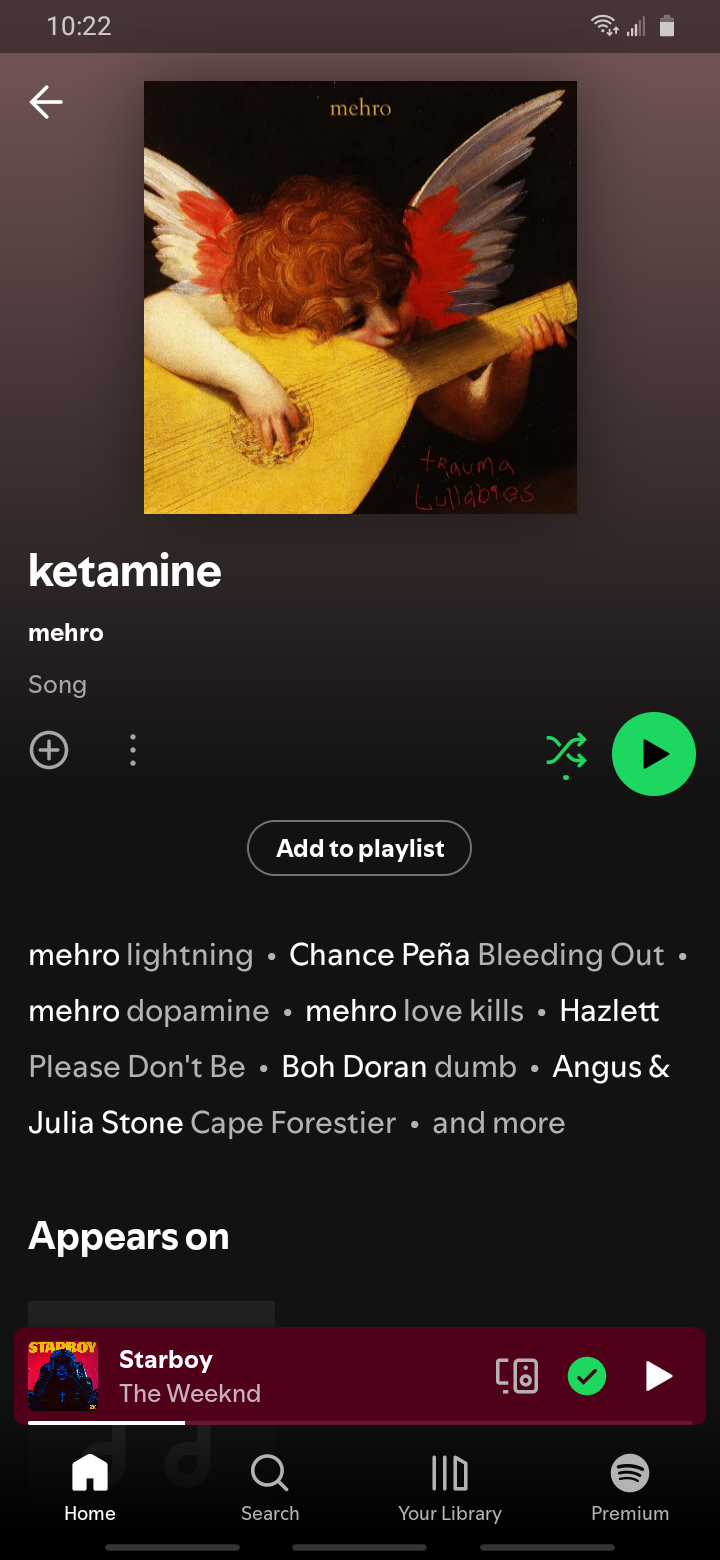 10:22
mehro
trauma
Lullabies
ketamine
mehro
Song
Add to playlist
mehro lightning • Chance Peña Bleeding Out •
mehro dopamine • mehro love kills • Hazlett
Please Don't Be • Boh Doran dumb • Angus &
Julia Stone Cape Forestier • and more
Appears on
STARBOY
Starboy
The Weeknd
Home
Search
Your Library
Premium